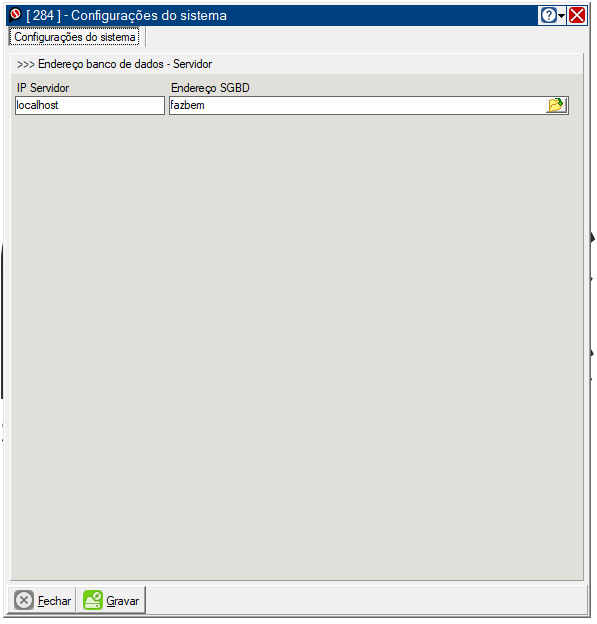 [ 284 ] - Configurações do sistema
Configurações do sistema
>>> Endereço banco de dados - Servidor
IP Servidor Endereço SGBD
localhost fazbem
Fechar Gravar